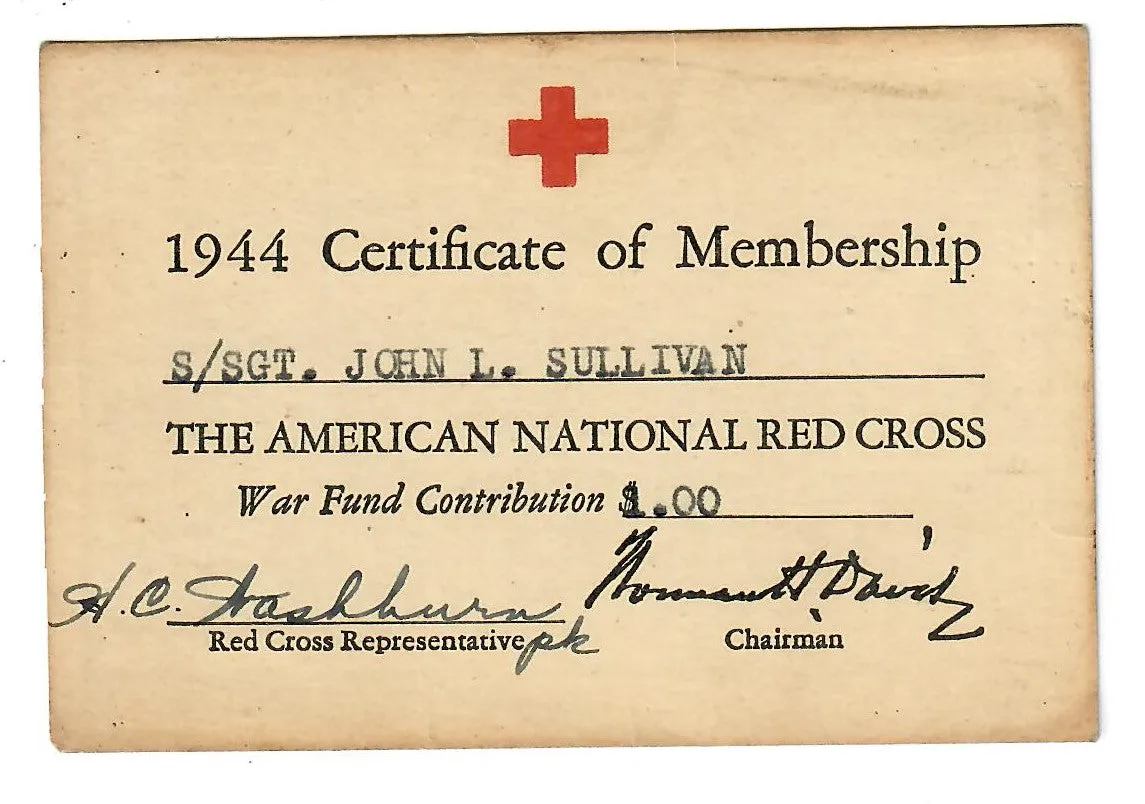 1944 Certificate of Membership
S/SGT. JOHN L. SULLIVAN
THE AMERICAN NATIONAL RED CROSS
War Fund Contribution $1.00
H. C. Washburn Norman H Davis
Red Cross Representative pk Chairman